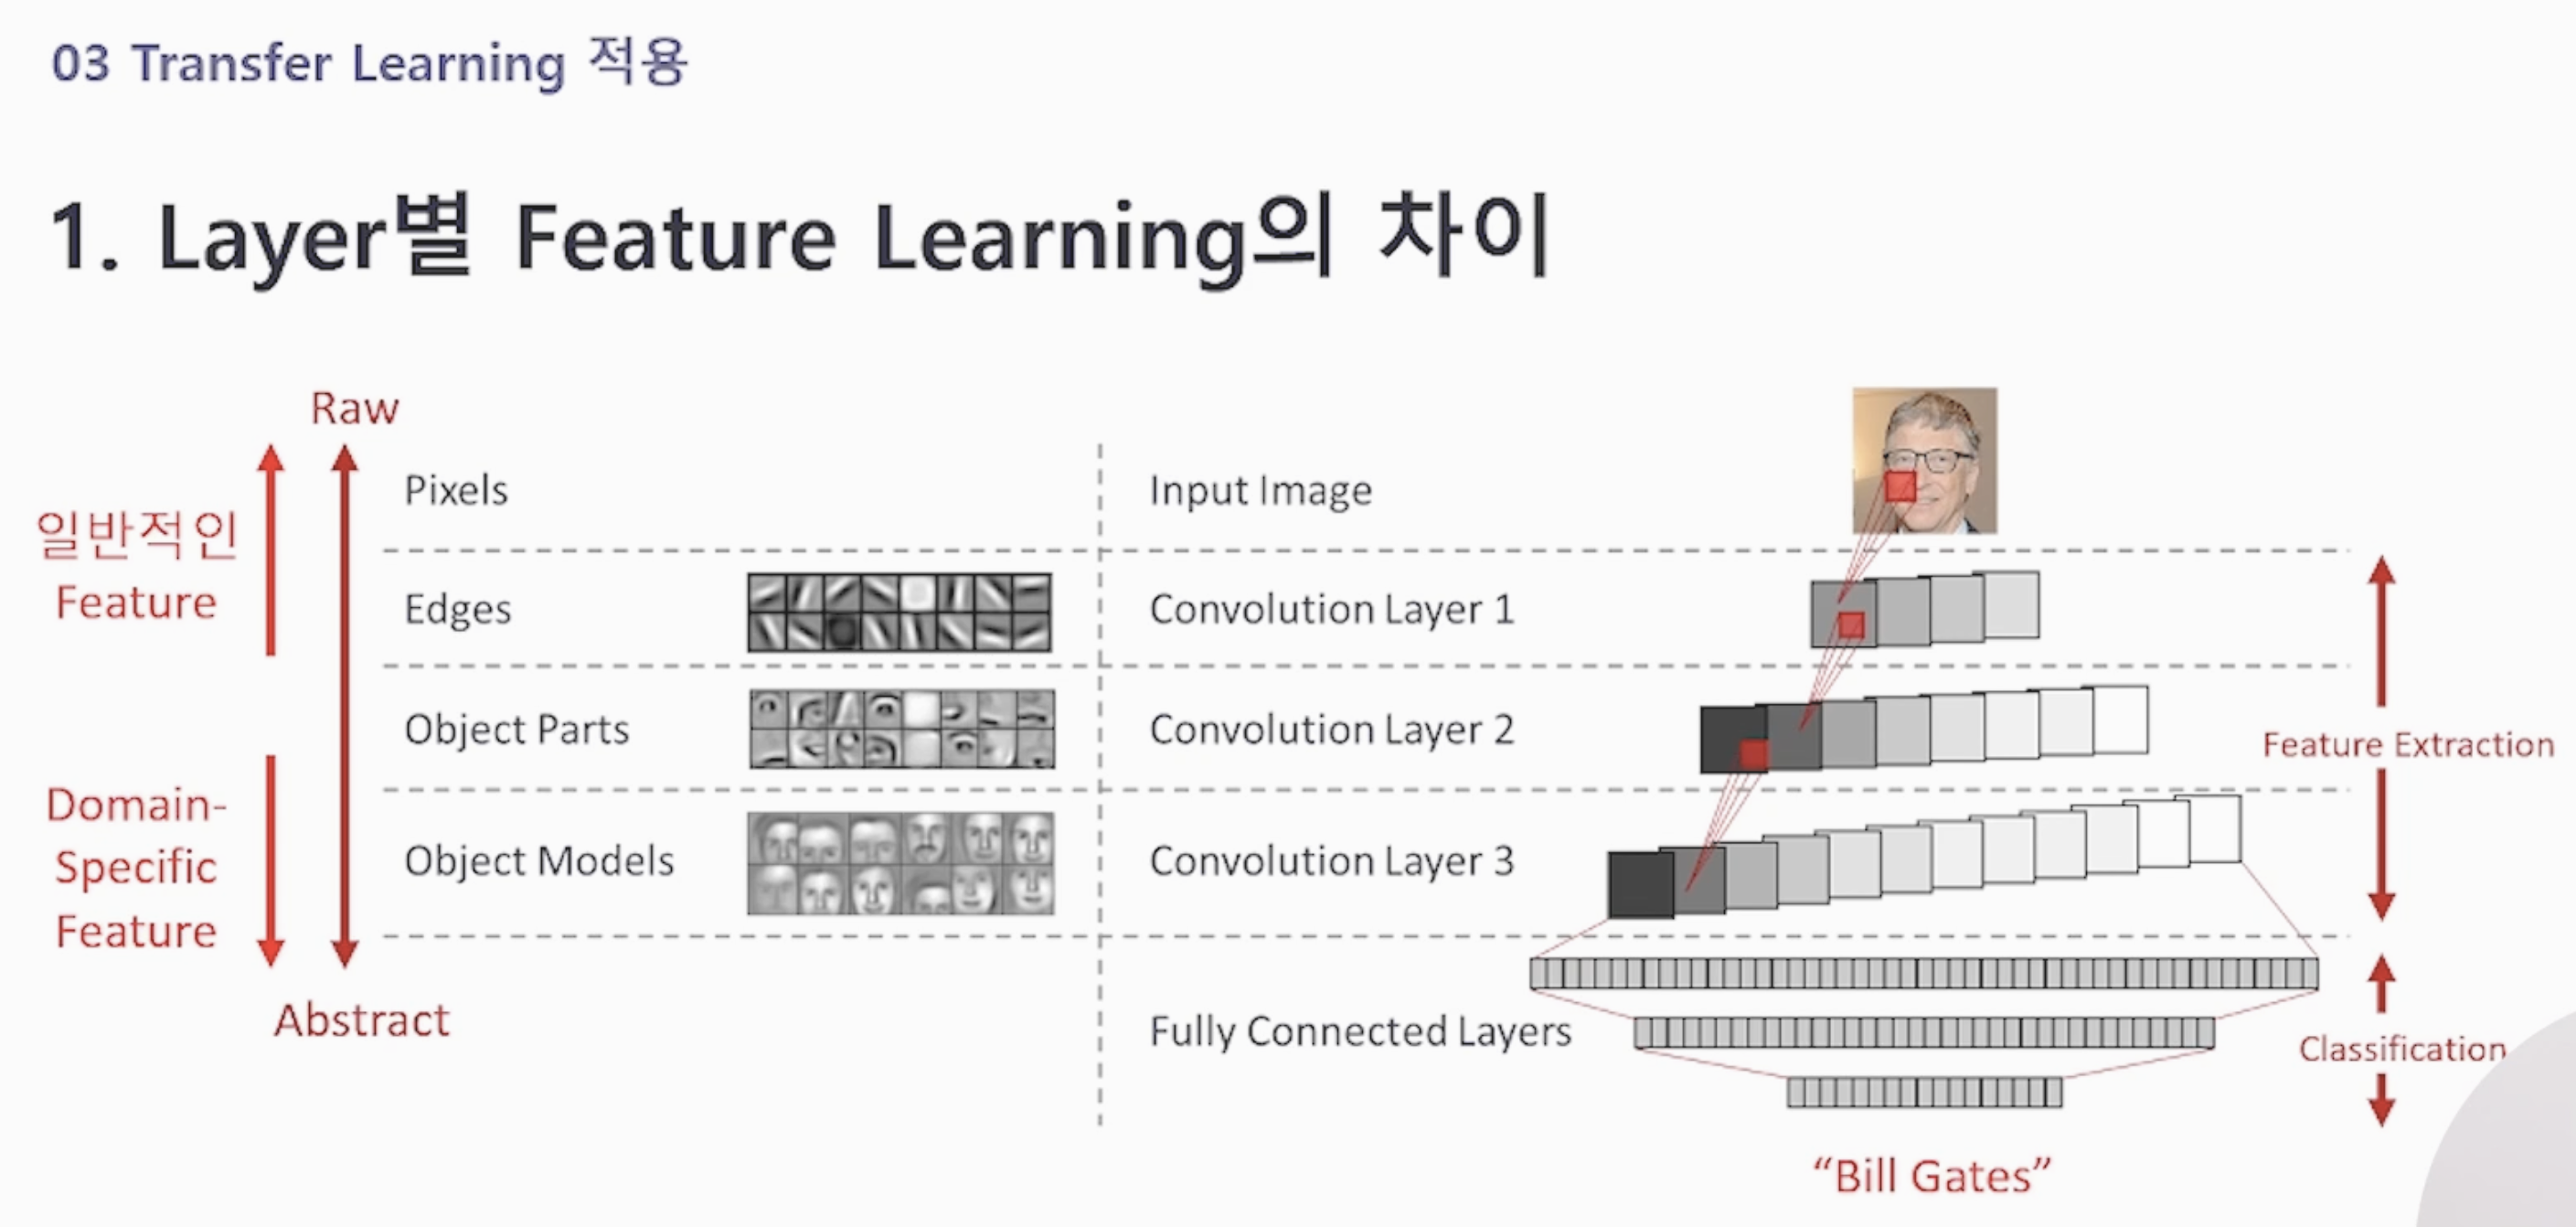 03 Transfer Learning 적용
1. Layer별 Feature Learning의 차이
Raw
일반적인
Feature
Domain-
Specific
Feature
Abstract
Pixels
Edges
Object Parts
Object Models
Input Image
Convolution Layer 1
Convolution Layer 2
Convolution Layer 3
Fully Connected Layers
Feature Extraction
Classification
“Bill Gates”